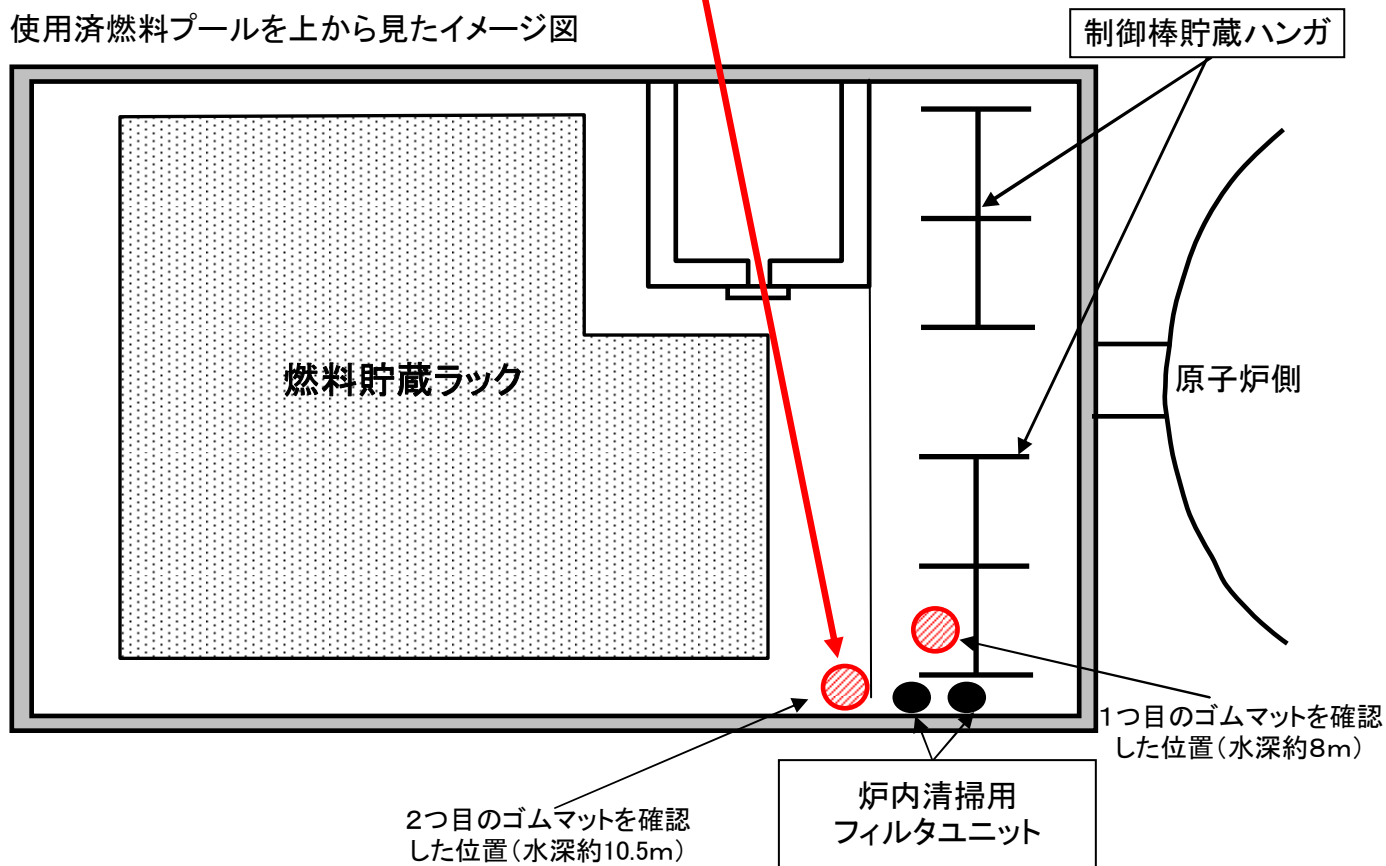 使用済燃料プールを上から見たイメージ図
制御棒貯蔵ハンガ
燃料貯蔵ラック
原子炉側
1つ目のゴムマットを確認
した位置(水深約8m)
炉内清掃用
フィルタユニット
2つ目のゴムマットを確認
した位置(水深約10.5m)